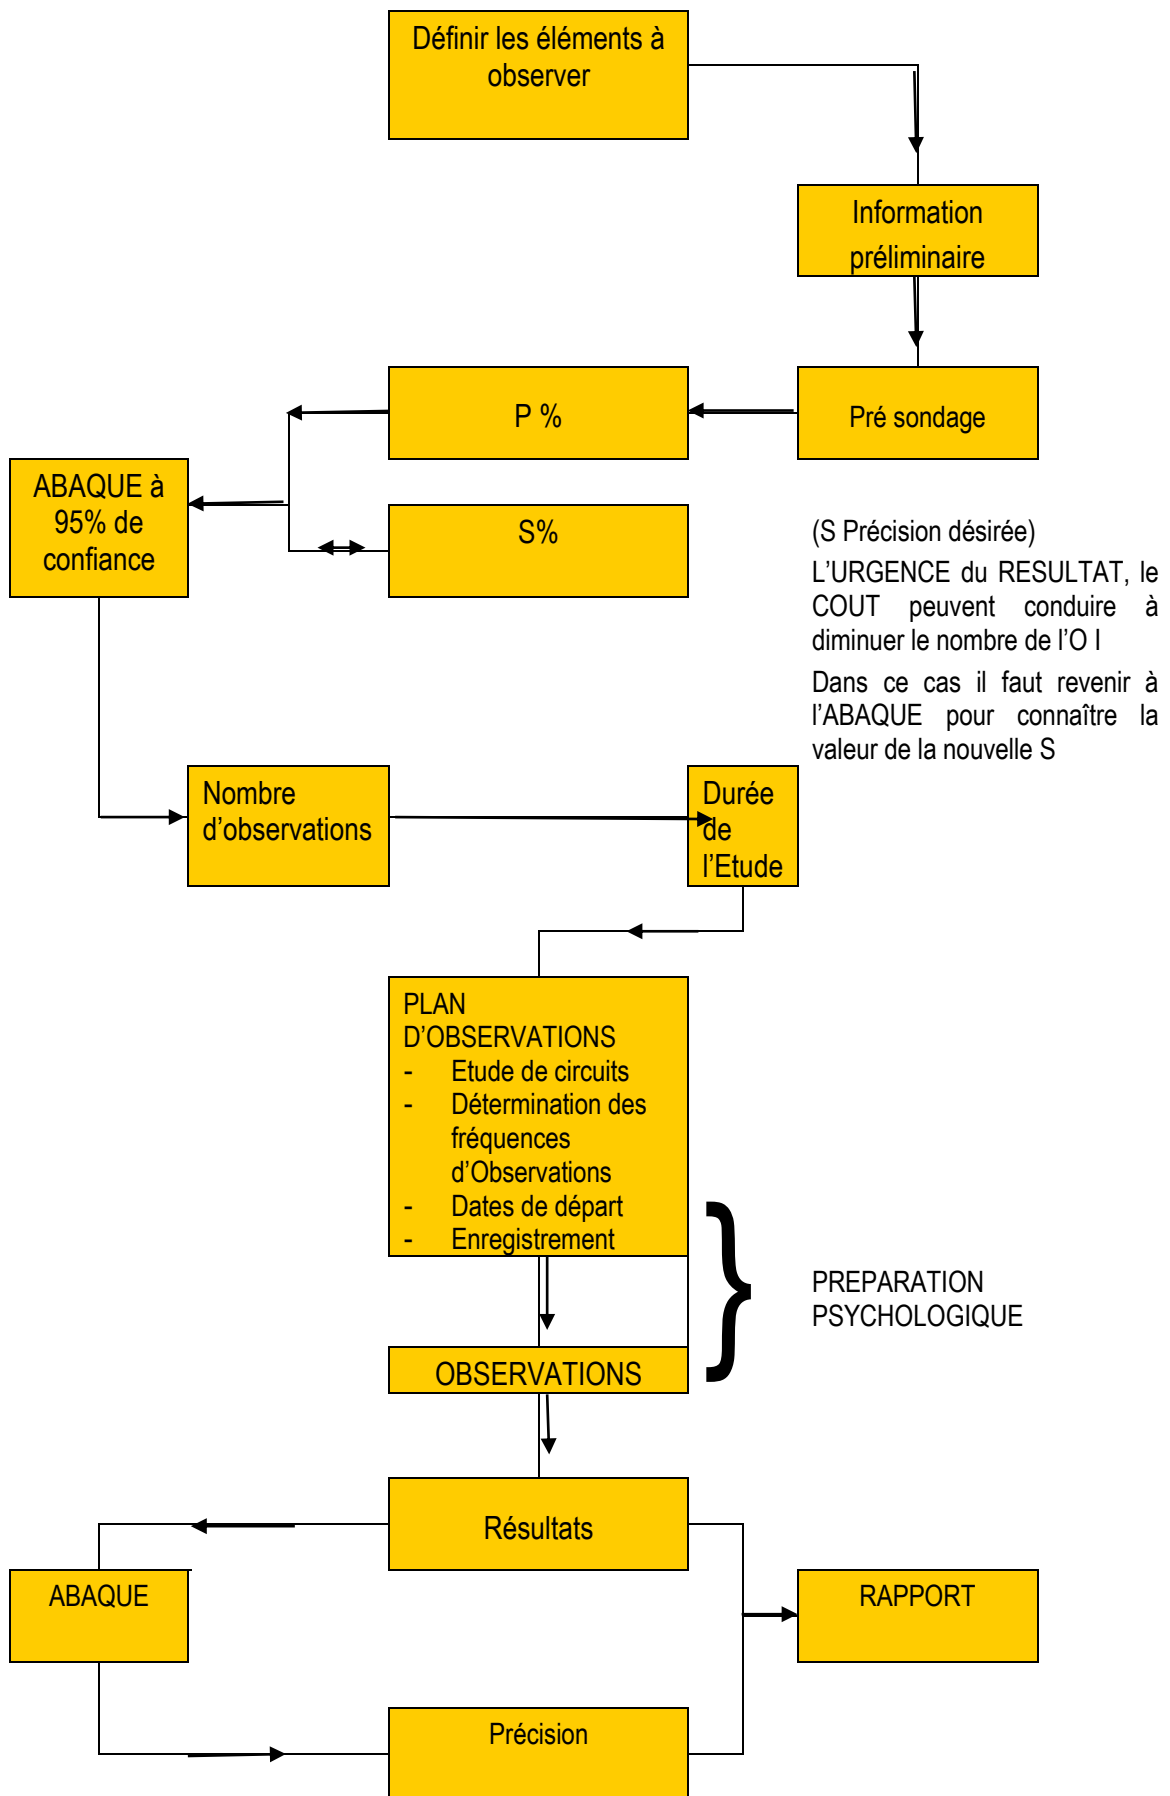 Définir les éléments à
observer
Information
préliminaire
P %
Pré sondage
ABAQUE à
95% de
confiance
S%
(S Précision désirée)
L’URGENCE du RESULTAT, le
COUT peuvent conduire à
diminuer le nombre de l’O I
Dans ce cas il faut revenir à
l’ABAQUE pour connaître la
valeur de la nouvelle S
Nombre
d’observations
Durée
de
l’Etude
PLAN
D’OBSERVATIONS
- Etude de circuits
- Détermination des
fréquences
d’Observations
- Dates de départ
- Enregistrement
PREPARATION
PSYCHOLOGIQUE
OBSERVATIONS
Résultats
ABAQUE
RAPPORT
Précision